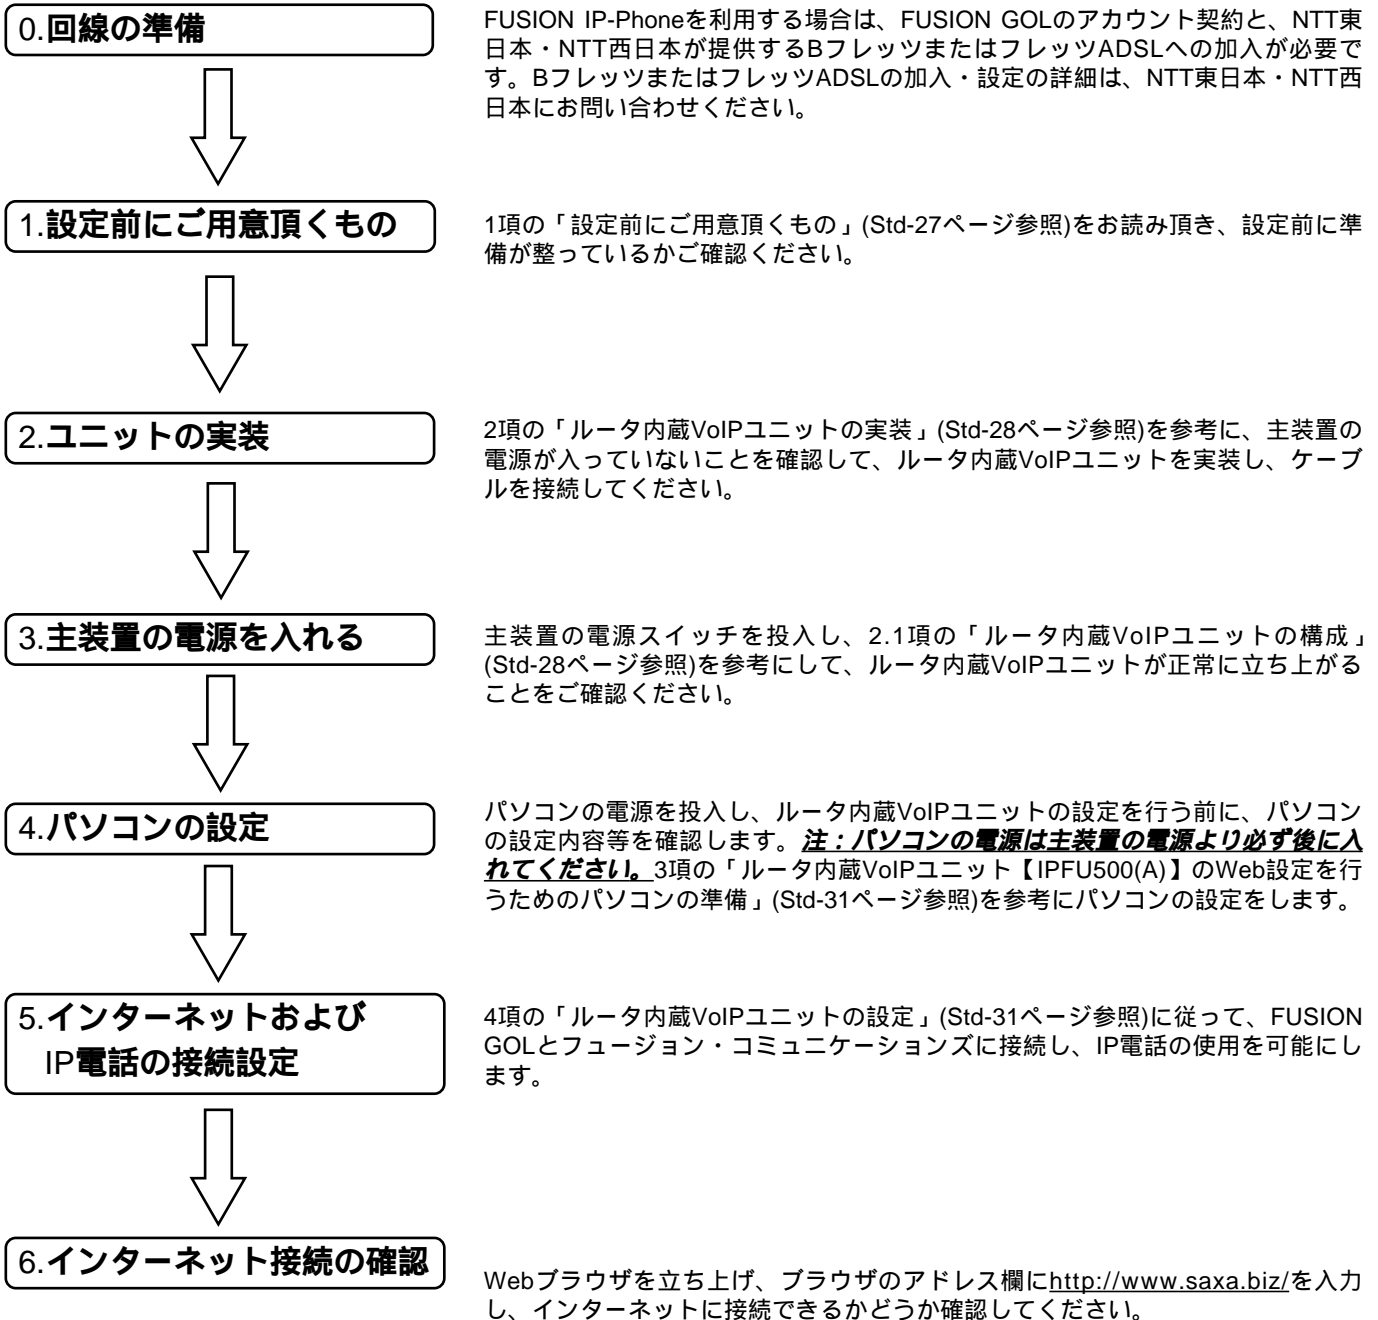 0.回線の準備
FUSION IP-Phoneを利用する場合は、FUSION GOLのアカウント契約と、NTT東
日本・NTT西日本が提供するBフレッツまたはフレッツADSLへの加入が必要で
す。BフレッツまたはフレッツADSLの加入・設定の詳細は、NTT東日本・NTT西
日本にお問い合わせください。
1.設定前にご用意頂くもの
1項の「設定前にご用意頂くもの」(Std-27ページ参照)をお読み頂き、設定前に準
備が整っているかご確認ください。
2.ユニットの実装
2項の「ルータ内蔵VoIPユニットの実装」(Std-28ページ参照)を参考に、主装置の
電源が入っていないことを確認して、ルータ内蔵VoIPユニットを実装し、ケーブ
ルを接続してください。
3.主装置の電源を入れる
主装置の電源スイッチを投入し、2.1項の「ルータ内蔵VoIPユニットの構成」
(Std-28ページ参照)を参考にして、ルータ内蔵VoIPユニットが正常に立ち上がる
ことをご確認ください。
4.パソコンの設定
パソコンの電源を投入し、ルータ内蔵VoIPユニットの設定を行う前に、パソコン
の設定内容等を確認します。注：パソコンの電源は主装置の電源より必ず後に入
れてください。3項の「ルータ内蔵VoIPユニット【IPFU500(A)】のWeb設定を行
うためのパソコンの準備」(Std-31ページ参照)を参考にパソコンの設定をします。
5.インターネットおよび
IP電話の接続設定
4項の「ルータ内蔵VoIPユニットの設定」(Std-31ページ参照)に従って、FUSION
GOLとフュージョン・コミュニケーションズに接続し、IP電話の使用を可能にし
ます。
6.インターネット接続の確認
Webブラウザを立ち上げ、ブラウザのアドレス欄にhttp://www.saxa.biz/を入力
し、インターネットに接続できるかどうか確認してください。